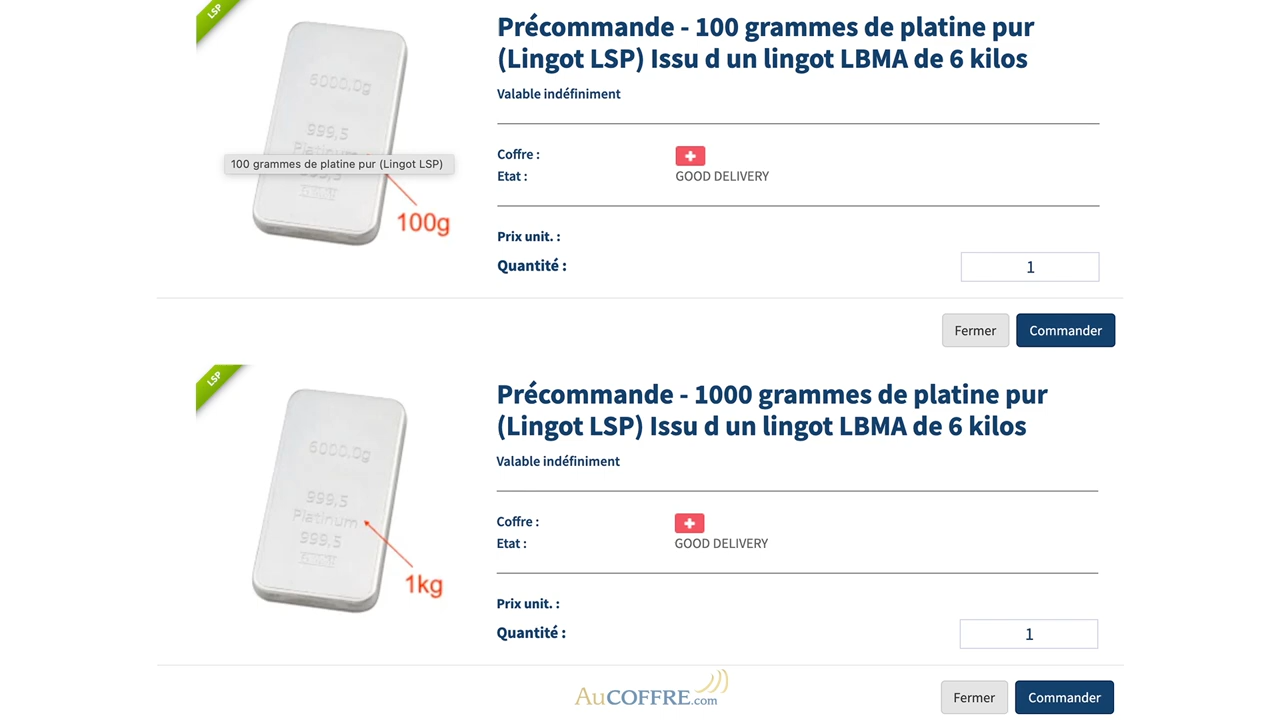 LSP
6000.0g
999,5
100 grammes de platine pur (Lingot LSP)
100g
Précommande - 100 grammes de platine pur
(Lingot LSP) Issu d un lingot LBMA de 6 kilos
Valable indéfiniment
Coffre :
Etat :
GOOD DELIVERY
Prix unit. :
Quantité :
1
Fermer
Commander
LSP
6000.0g
999,5
Platinum
999,5
1kg
Précommande - 1000 grammes de platine pur
(Lingot LSP) Issu d un lingot LBMA de 6 kilos
Valable indéfiniment
Coffre :
Etat :
GOOD DELIVERY
Prix unit. :
Quantité :
1
AuCOFFRE.com
Fermer
Commander